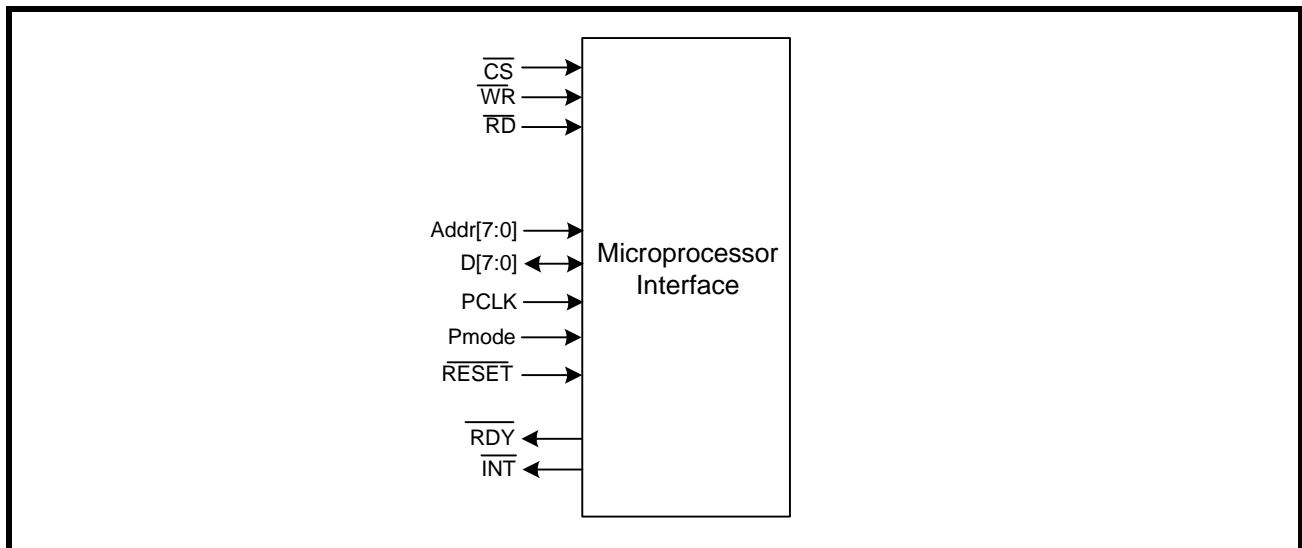 CS
WR
RD
Addr[7:0]
D[7:0]
PCLK
Pmode
RESET
RDY
INT
Microprocessor
Interface